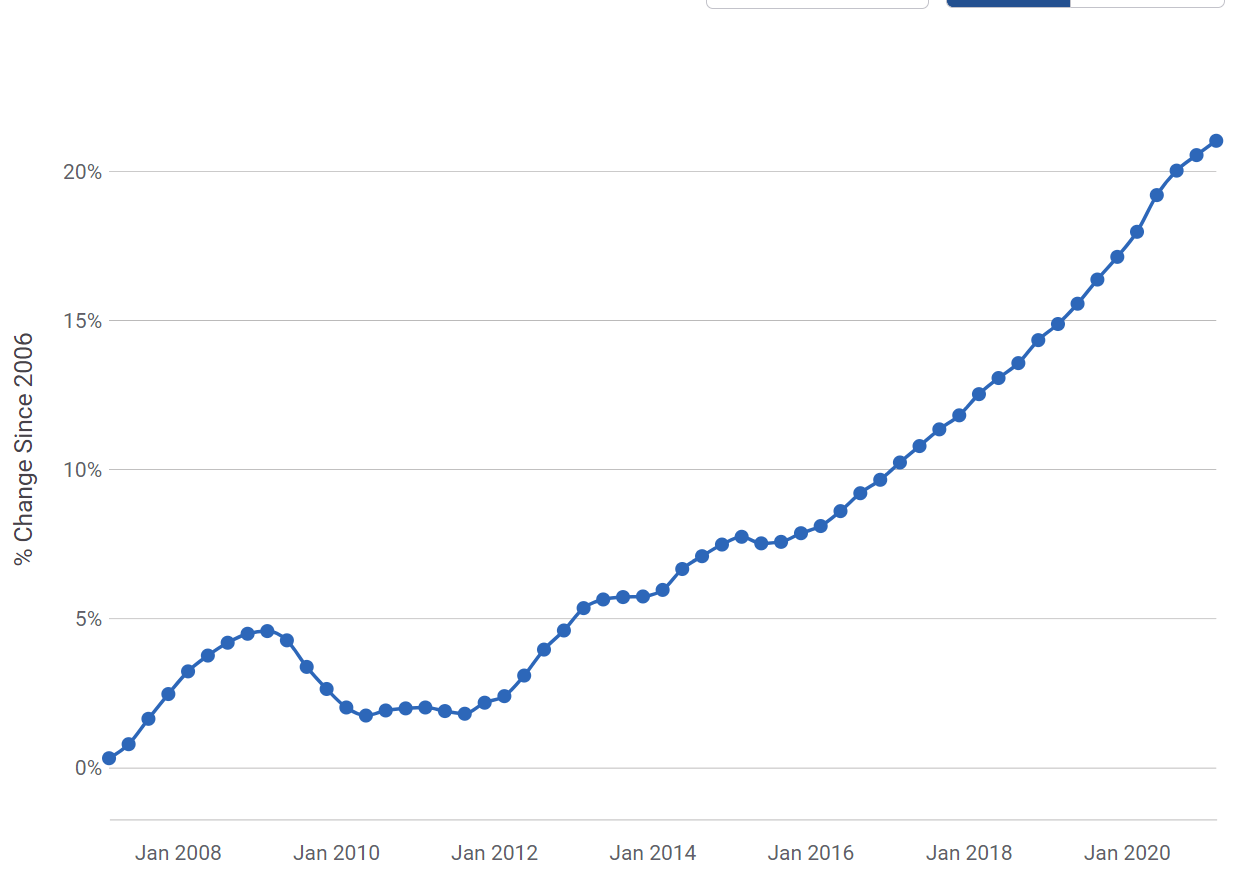 20%
15%
10%
5%
0%
% Change Since 2006
Jan 2008
Jan 2010
Jan 2012
Jan 2014
Jan 2016
Jan 2018
Jan 2020